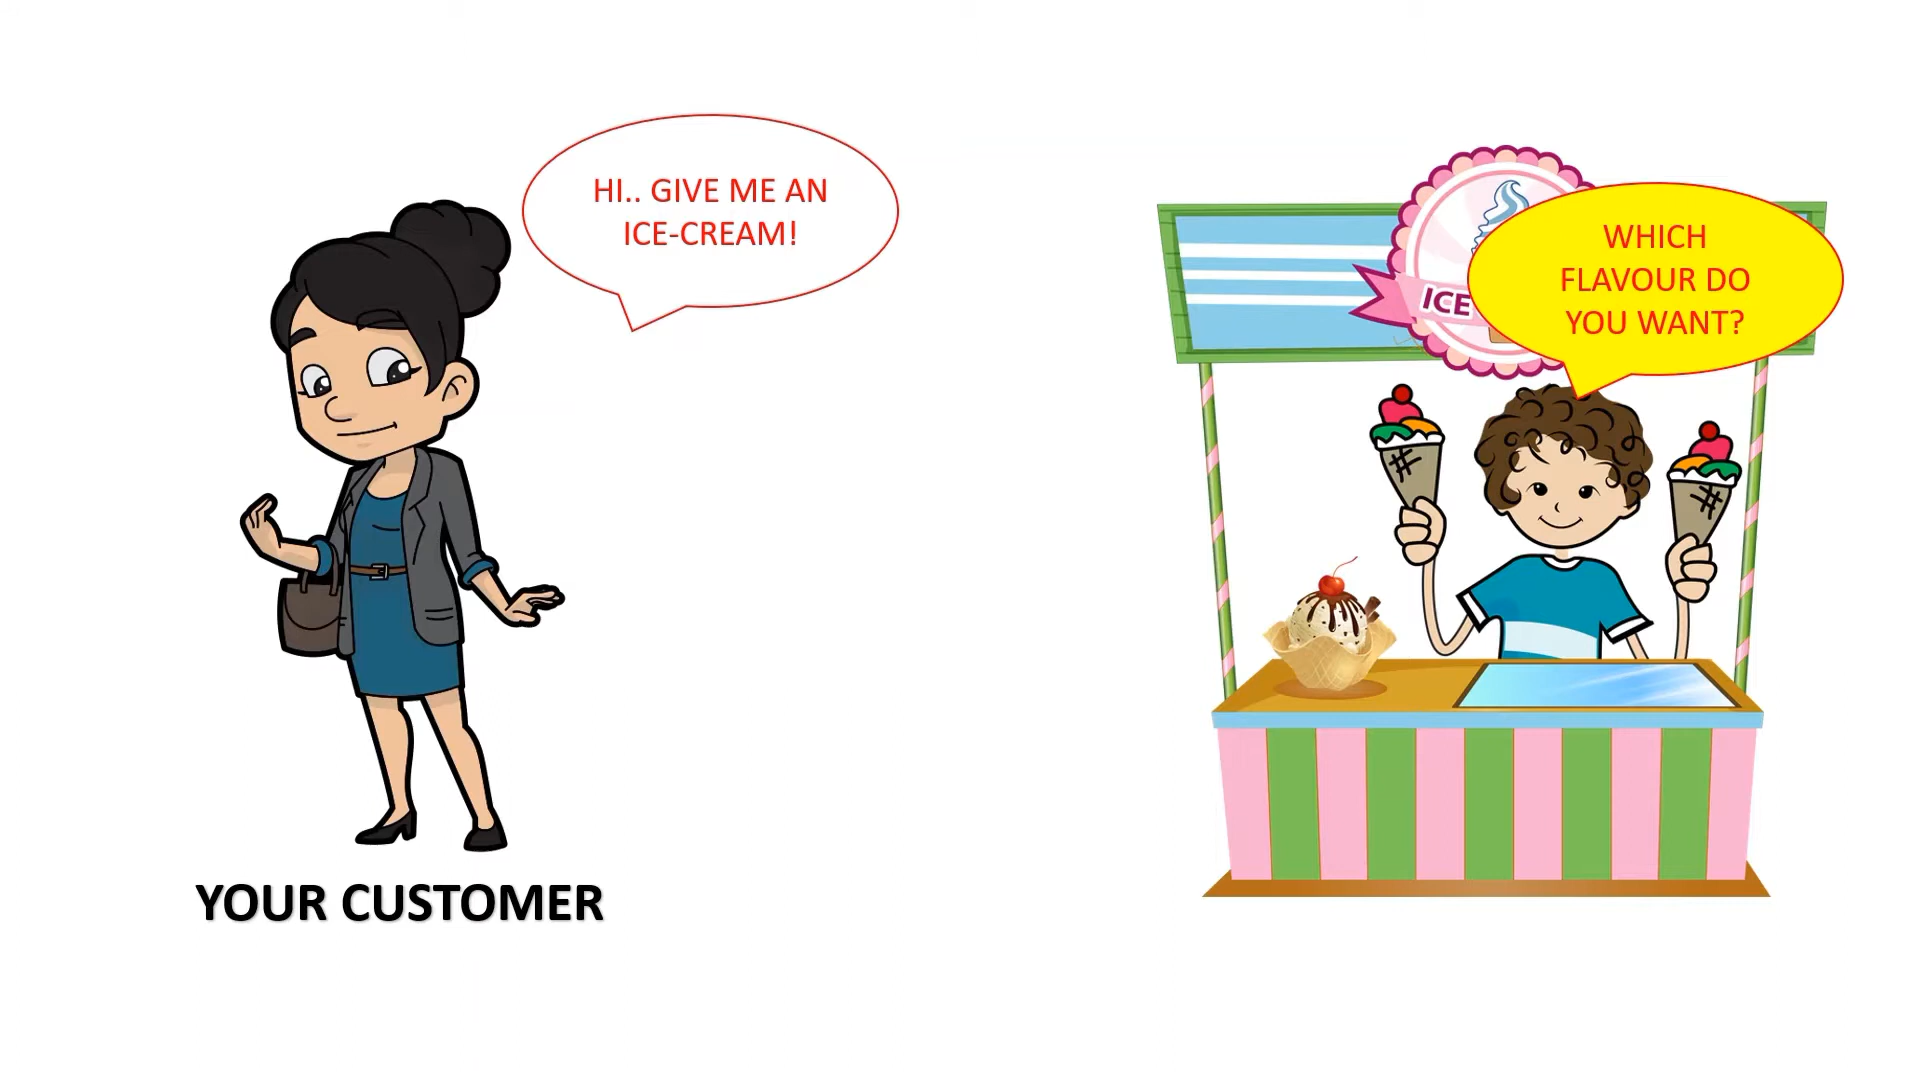 HI.. GIVE ME AN
ICE-CREAM!
WHICH
FLAVOUR DO
YOU WANT?
ICE
YOUR CUSTOMER